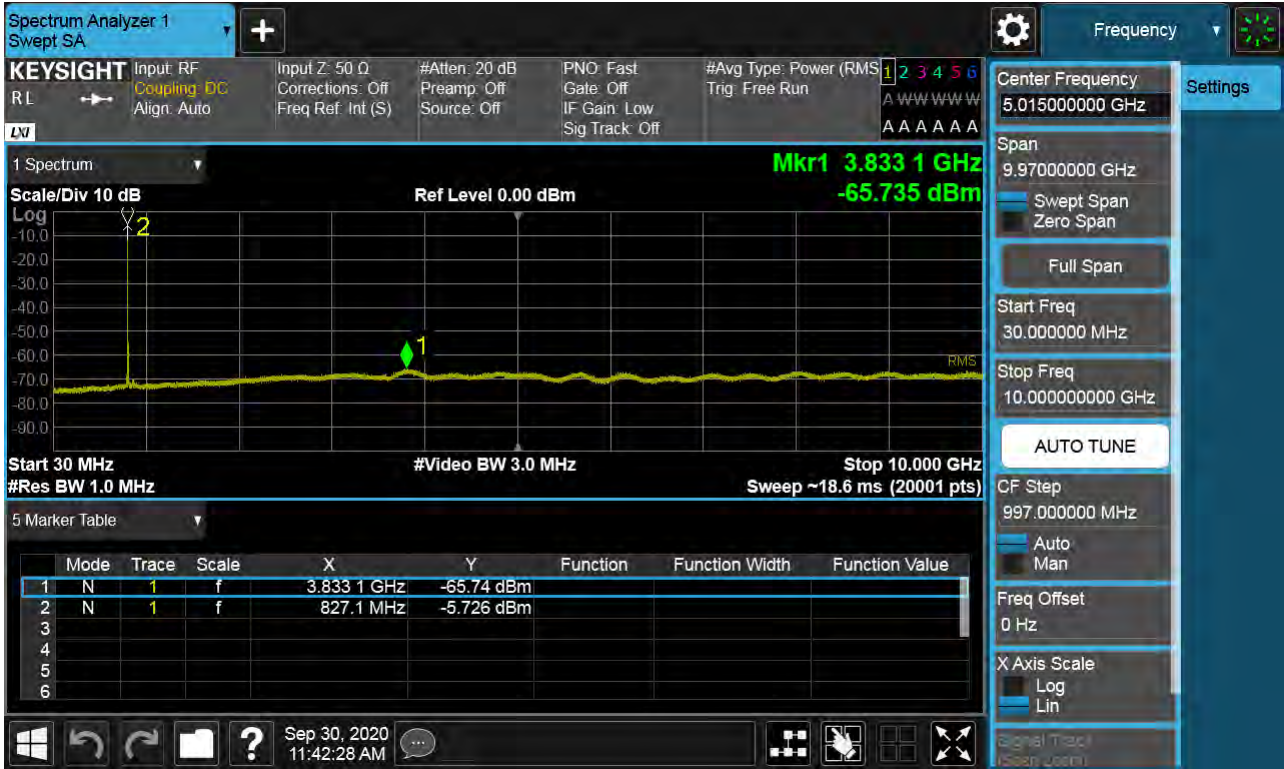 Spectrum Analyzer 1
Swept SA
+
Frequency
KEYSIGHT
RL
LXI
Input: RF
Coupling: DC
Align: Auto
Input Z: 50 Ω
Corrections: Off
Freq Ref: Int (S)
#Atten: 20 dB
Preamp: Off
Source: Off
PNO: Fast
Gate: Off
IF Gain: Low
Sig Track: Off
#Avg Type: Power (RMS
Trig: Free Run
1 2 3 4 5 6
A W W W W W
A A A A A A
1 Spectrum
Mkr1 3.833 1 GHz
Scale/Div 10 dB
Ref Level 0.00 dBm
-65.735 dBm
Log
-10.0
-20.0
-30.0
-40.0
-50.0
-60.0
-70.0
-80.0
-90.0
2
1
RMS
Start 30 MHz
#Video BW 3.0 MHz
Stop 10.000 GHz
#Res BW 1.0 MHz
Sweep ~18.6 ms (20001 pts)
5 Marker Table
Mode Trace Scale X Y Function Function Width Function Value
1 N 1 f 3.833 1 GHz -65.74 dBm
2 N 1 f 827.1 MHz -5.726 dBm
3
4
5
6
?
Sep 30, 2020
11:42:28 AM
Center Frequency
5.015000000 GHz
Settings
Span
9.97000000 GHz
Swept Span
Zero Span
Full Span
Start Freq
30.000000 MHz
Stop Freq
10.000000000 GHz
AUTO TUNE
CF Step
997.000000 MHz
Auto
Man
Freq Offset
0 Hz
X Axis Scale
Log
Lin
Signal Track
(Span Zoom)